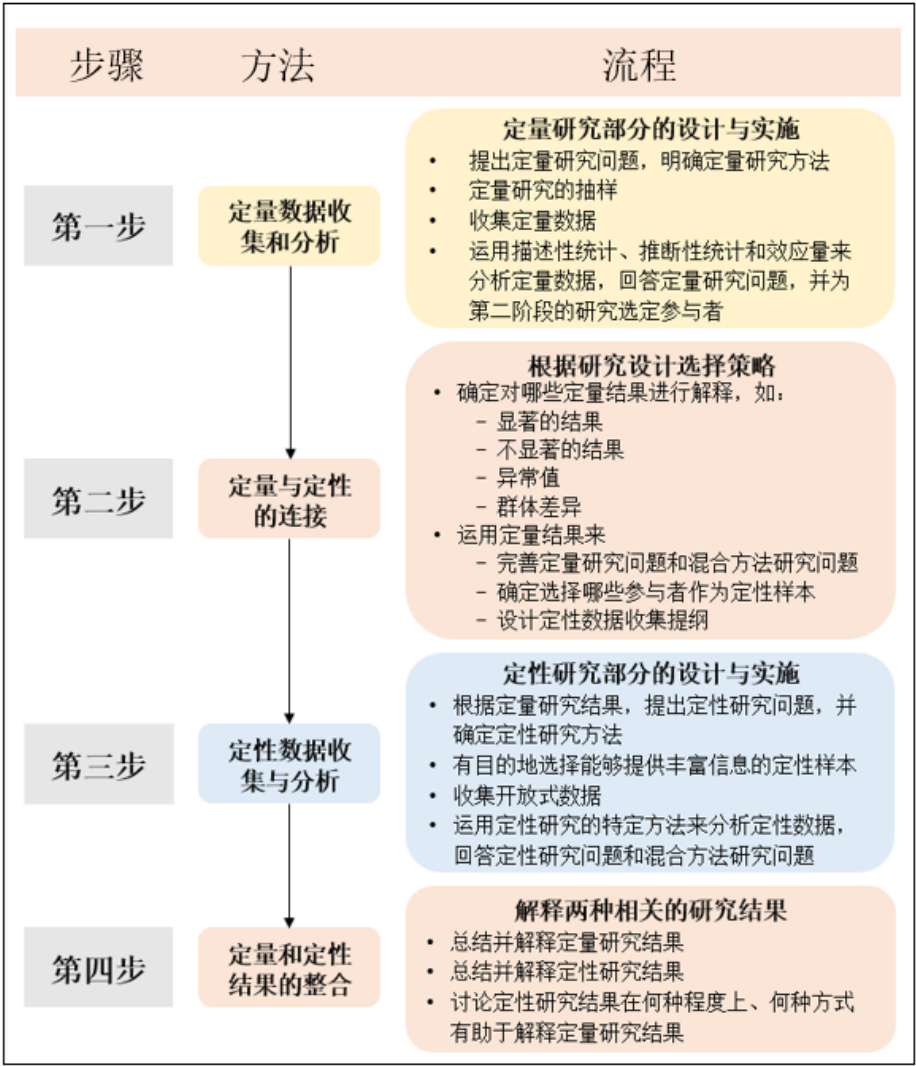 步骤 方法 流程
定量研究部分的设计与实施
• 提出定量研究问题，明确定量研究方法
• 定量研究的抽样
• 收集定量数据
• 运用描述性统计、推断性统计和效应量来
分析定量数据，回答定量研究问题，并为
第二阶段的研究选定参与者
第一步
定量数据收
集和分析
根据研究设计选择策略
• 确定对哪些定量结果进行解释，如：
– 显著的结果
– 不显著的结果
– 异常值
– 群体差异
• 运用定量结果来
– 完善定量研究问题和混合方法研究问题
– 确定选择哪些参与者作为定性样本
– 设计定性数据收集提纲
第二步
定量与定性
的连接
定性研究部分的设计与实施
• 根据定量研究结果，提出定性研究问题，并
确定定性研究方法
• 有目的地选择能够提供丰富信息的定性样本
• 收集开放式数据
• 运用定性研究的特定方法来分析定性数据，
回答定性研究问题和混合方法研究问题
第三步
定性数据收
集与分析
解释两种相关的研究结果
• 总结并解释定量研究结果
• 总结并解释定性研究结果
• 讨论定性研究结果在何种程度上、何种方式
有助于解释定量研究结果
第四步
定量和定性
结果的整合